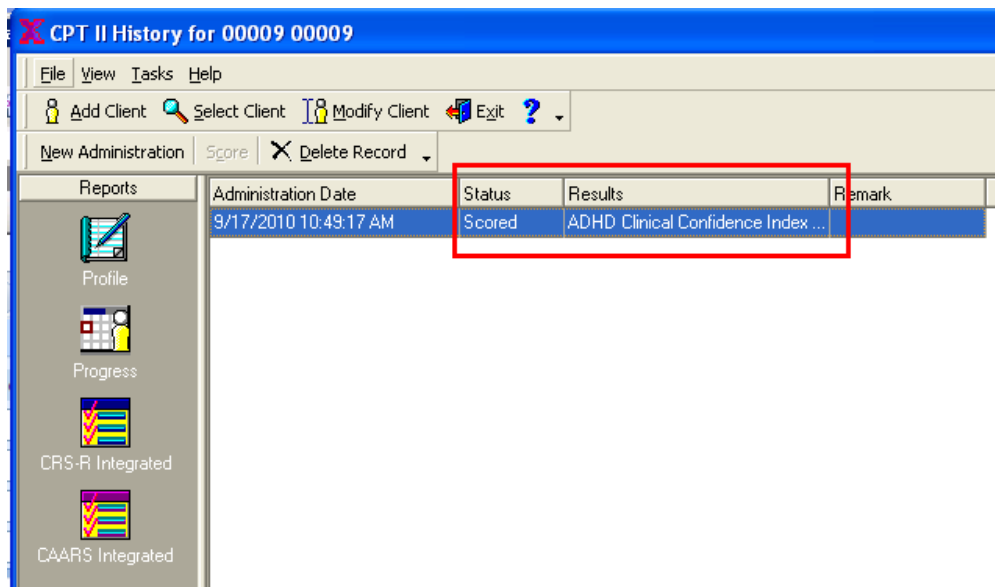 CPT II History for 00009 00009
File View Tasks Help
Add Client Select Client Modify Client Exit ?
New Administration Score Delete Record
Reports Administration Date Status Results Remark
9/17/2010 10:49:17 AM Scored ADHD Clinical Confidence Index ...
Profile
Progress
CRS-R Integrated
CAARS Integrated